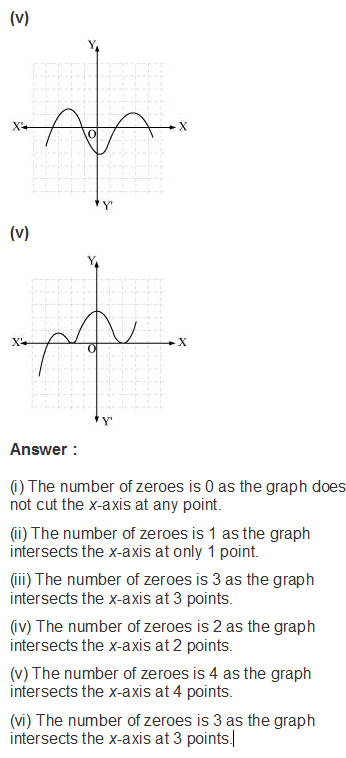 (v)
Y
X' O X
Y'
(v)
Y
X' O X
Y'
Answer :
(i) The number of zeroes is 0 as the graph does
not cut the x-axis at any point.
(ii) The number of zeroes is 1 as the graph
intersects the x-axis at only 1 point.
(iii) The number of zeroes is 3 as the graph
intersects the x-axis at 3 points.
(iv) The number of zeroes is 2 as the graph
intersects the x-axis at 2 points.
(v) The number of zeroes is 4 as the graph
intersects the x-axis at 4 points.
(vi) The number of zeroes is 3 as the graph
intersects the x-axis at 3 points.